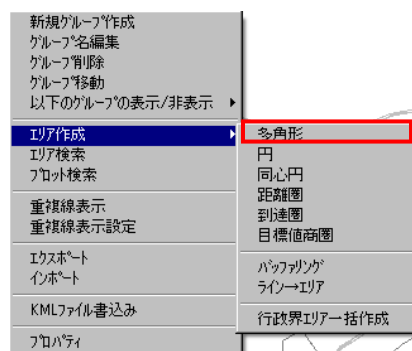 新規ｸﾞﾙｰﾌﾟ作成
ｸﾞﾙｰﾌﾟ名編集
ｸﾞﾙｰﾌﾟ削除
ｸﾞﾙｰﾌﾟ移動
以下のｸﾞﾙｰﾌﾟの表示/非表示
ｴﾘｱ作成
ｴﾘｱ検索
ﾌﾟﾛｯﾄ検索
重複線表示
重複線表示設定
ｴｸｽﾎﾟｰﾄ
ｲﾝﾎﾟｰﾄ
KMLﾌｧｲﾙ書込み
ﾌﾟﾛﾊﾟﾃｨ
多角形
円
同心円
距離圏
到達圏
目標値商圏
ﾊﾞｯﾌｧﾘﾝｸﾞ
ﾗｲﾝ→ｴﾘｱ
行政界ｴﾘｱ一括作成